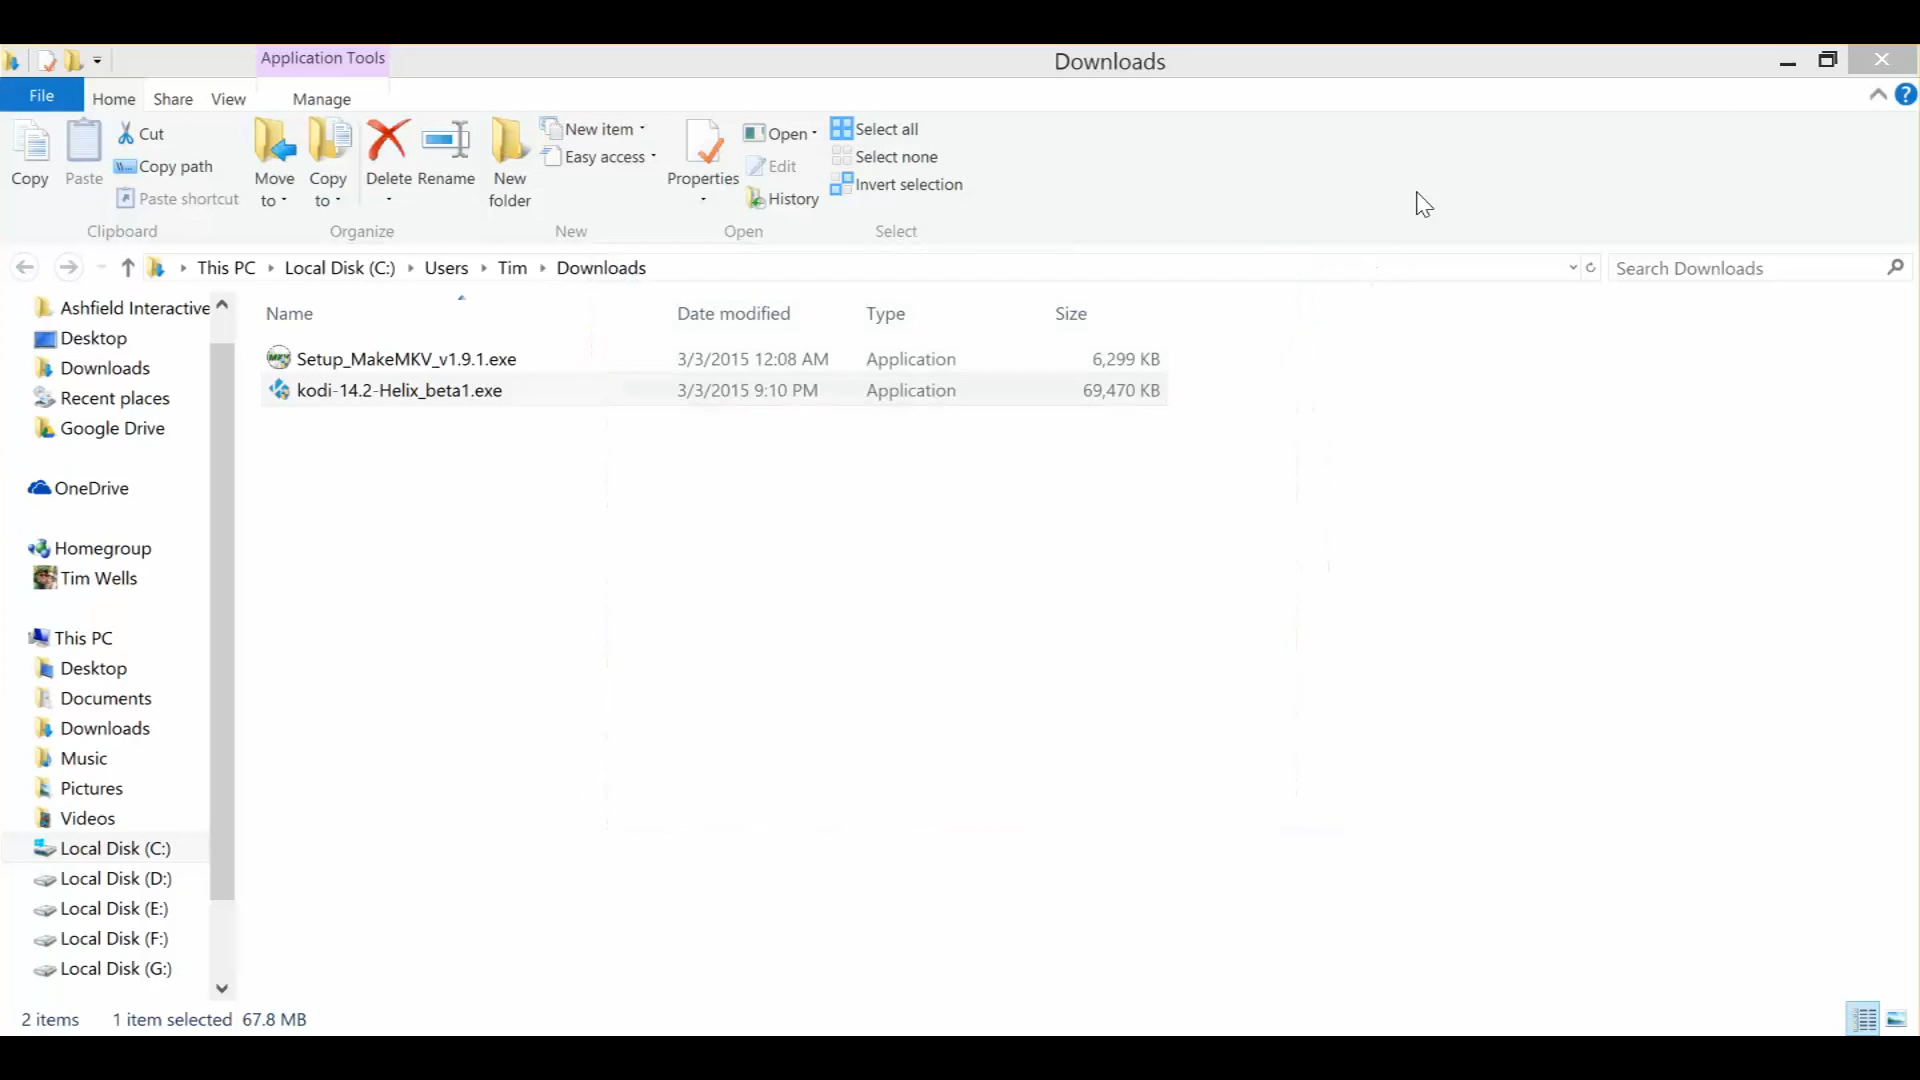 Application Tools
Downloads
File
Home
Share
View
Manage
Copy
Paste
Cut
Copy path
Paste shortcut
Clipboard
Move to
Copy to
Delete
Rename
Organize
New folder
New item
Easy access
New
Properties
Open
Edit
History
Open
Select all
Select none
Invert selection
Select
This PC
Local Disk (C:)
Users
Tim
Downloads
Search Downloads
Ashfield Interactive
Desktop
Downloads
Recent places
Google Drive
OneDrive
Homegroup
Tim Wells
This PC
Desktop
Documents
Downloads
Music
Pictures
Videos
Local Disk (C:)
Local Disk (D:)
Local Disk (E:)
Local Disk (F:)
Local Disk (G:)
Name Date modified Type Size
Setup_MakeMKV_v1.9.1.exe 3/3/2015 12:08 AM Application 6,299 KB
kodi-14.2-Helix_beta1.exe 3/3/2015 9:10 PM Application 69,470 KB
2 items 1 item selected 67.8 MB